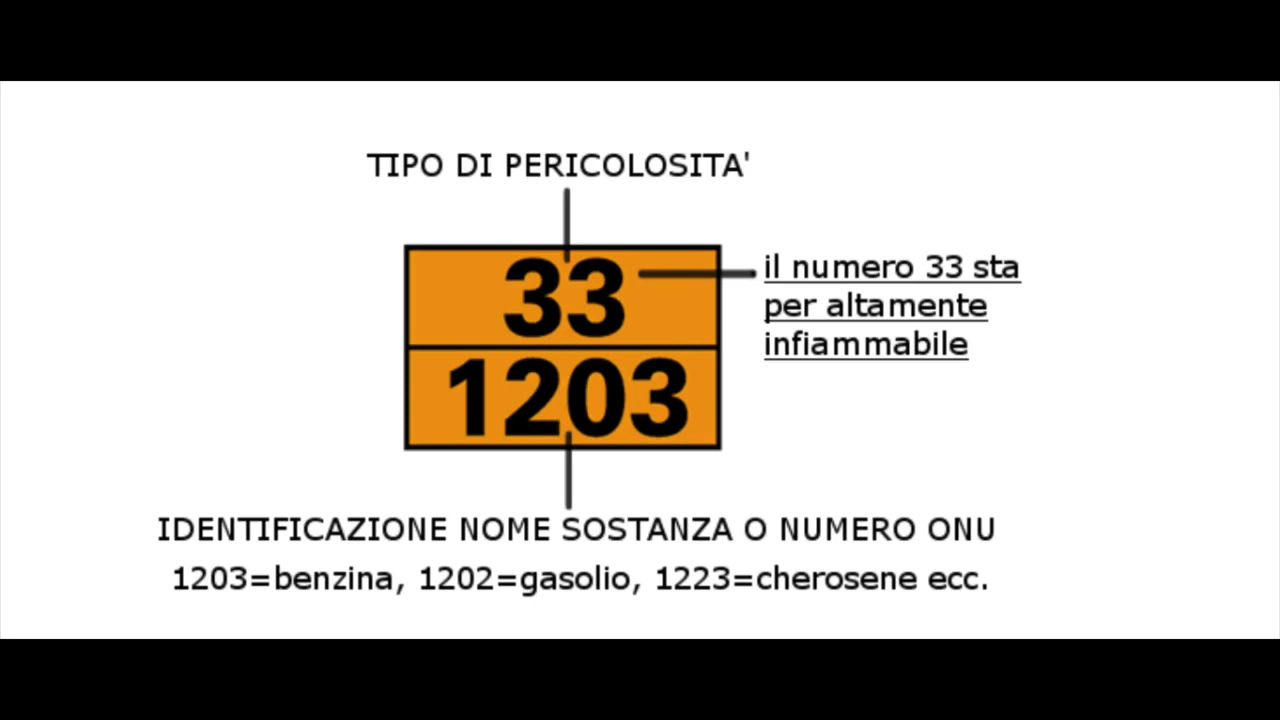 TIPO DI PERICOLOSITA'
33
il numero 33 sta
per altamente
infiammabile
1203
IDENTIFICAZIONE NOME SOSTANZA O NUMERO ONU
1203=benzina, 1202=gasolio, 1223=cherosene ecc.